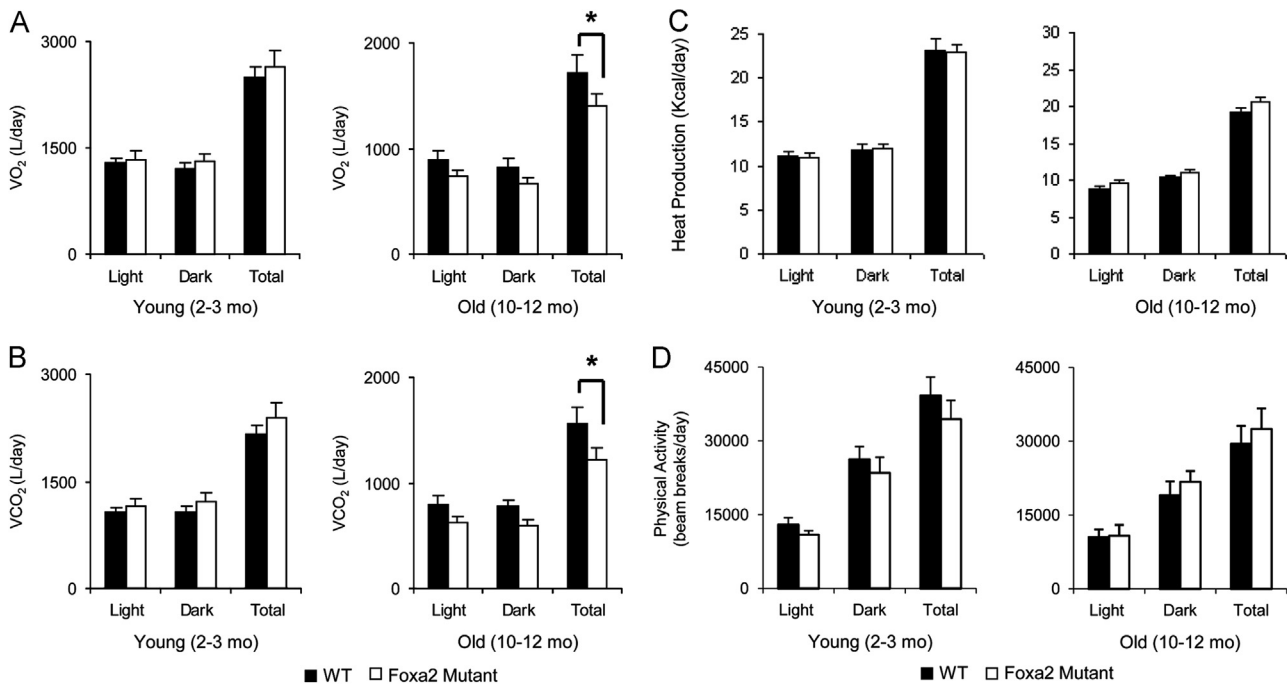 A
VO2 (L/day)
3000
1500
0
Light Dark Total
Young (2-3 mo)
VO2 (L/day)
2000
1000
0
*
Light Dark Total
Old (10-12 mo)
B
VCO2 (L/day)
3000
1500
0
Light Dark Total
Young (2-3 mo)
VCO2 (L/day)
2000
1000
0
*
Light Dark Total
Old (10-12 mo)
WT Foxa2 Mutant
C
Heat Production (Kcal/day)
25
20
15
10
5
0
Light Dark Total
Young (2-3 mo)
30
25
20
15
10
5
0
Light Dark Total
Old (10-12 mo)
D
Physical Activity
(beam breaks/day)
45000
30000
15000
0
Light Dark Total
Young (2-3 mo)
45000
30000
15000
0
Light Dark Total
Old (10-12 mo)
WT Foxa2 Mutant